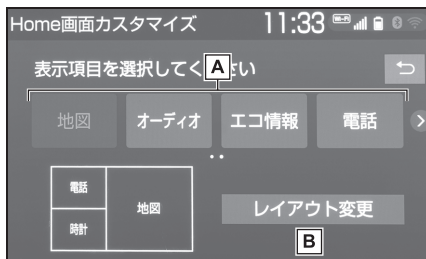 Home画面カスタマイズ 11:33 Wi-Fi
表示項目を選択してく A さい
地図 オーディオ エコ情報 電話
電話 地図
時計
レイアウト変更
B